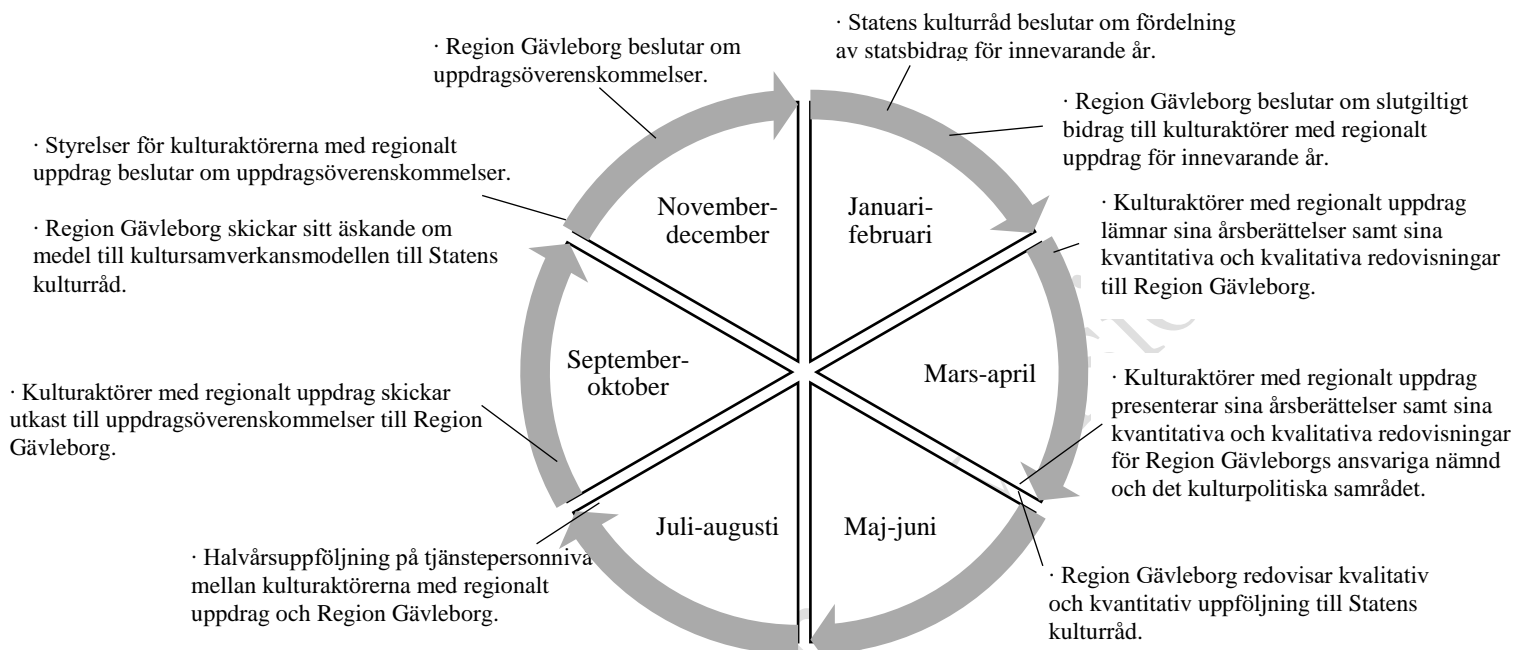 · Statens kulturråd beslutar om fördelning
av statsbidrag för innevarande år.
· Region Gävleborg beslutar om slutgiltigt
bidrag till kulturaktörer med regionalt
uppdrag för innevarande år.
· Kulturaktörer med regionalt uppdrag
lämnar sina årsberättelser samt sina
kvantitativa och kvalitativa redovisningar
till Region Gävleborg.
· Kulturaktörer med regionalt uppdrag
presenterar sina årsberättelser samt sina
kvantitativa och kvalitativa redovisningar
för Region Gävleborgs ansvariga nämnd
och det kulturpolitiska samrådet.
· Region Gävleborg redovisar kvalitativ
och kvantitativ uppföljning till Statens
kulturråd.
· Halvårsuppföljning på tjänstepersonnivå
mellan kulturaktörerna med regionalt
uppdrag och Region Gävleborg.
· Kulturaktörer med regionalt uppdrag skickar
utkast till uppdragsöverenskommelser till Region
Gävleborg.
· Styrelser för kulturaktörerna med regionalt
uppdrag beslutar om uppdragsöverenskommelser.
· Region Gävleborg skickar sitt äskande om
medel till kultursamverkansmodellen till Statens
kulturråd.
· Region Gävleborg beslutar om
uppdragsöverenskommelser.
Januari-
februari
Mars-april
Maj-juni
Juli-augusti
September-
oktober
November-
december